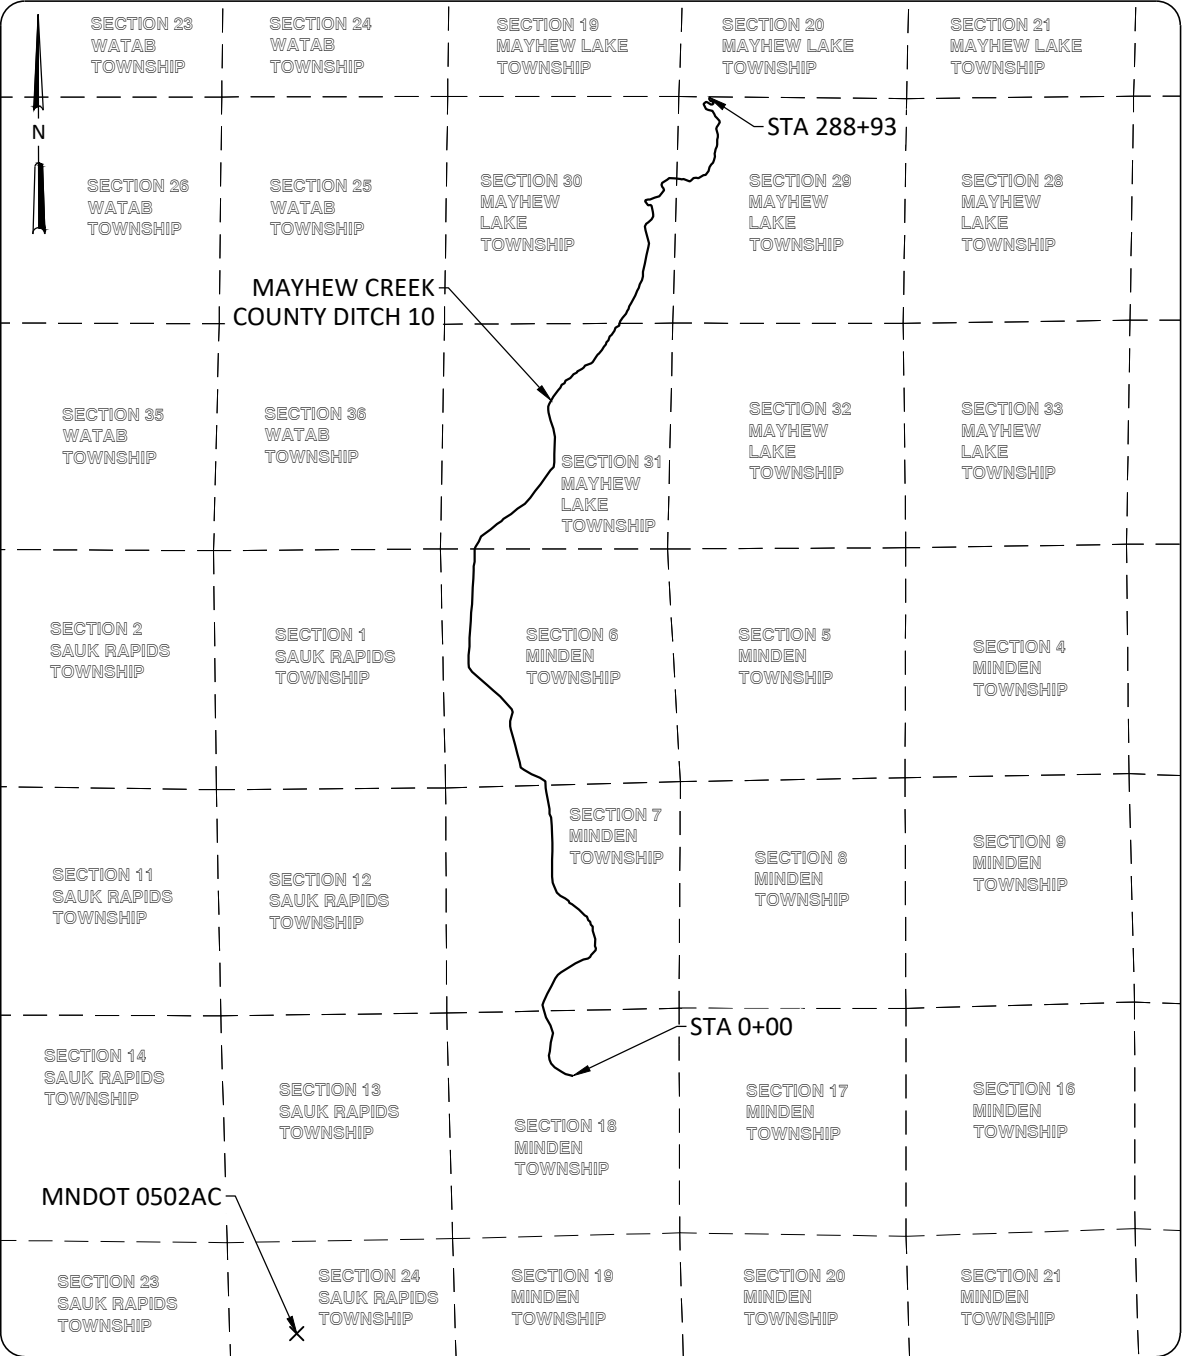 SECTION 23
WATAB
TOWNSHIP
SECTION 24
WATAB
TOWNSHIP
SECTION 19
MAYHEW LAKE
TOWNSHIP
SECTION 20
MAYHEW LAKE
TOWNSHIP
SECTION 21
MAYHEW LAKE
TOWNSHIP
N
STA 288+93
SECTION 26
WATAB
TOWNSHIP
SECTION 25
WATAB
TOWNSHIP
SECTION 30
MAYHEW
LAKE
TOWNSHIP
SECTION 29
MAYHEW
LAKE
TOWNSHIP
SECTION 28
MAYHEW
LAKE
TOWNSHIP
MAYHEW CREEK
COUNTY DITCH 10
SECTION 35
WATAB
TOWNSHIP
SECTION 36
WATAB
TOWNSHIP
SECTION 31
MAYHEW
LAKE
TOWNSHIP
SECTION 32
MAYHEW
LAKE
TOWNSHIP
SECTION 33
MAYHEW
LAKE
TOWNSHIP
SECTION 2
SAUK RAPIDS
TOWNSHIP
SECTION 1
SAUK RAPIDS
TOWNSHIP
SECTION 6
MINDEN
TOWNSHIP
SECTION 5
MINDEN
TOWNSHIP
SECTION 4
MINDEN
TOWNSHIP
SECTION 11
SAUK RAPIDS
TOWNSHIP
SECTION 12
SAUK RAPIDS
TOWNSHIP
SECTION 7
MINDEN
TOWNSHIP
SECTION 8
MINDEN
TOWNSHIP
SECTION 9
MINDEN
TOWNSHIP
STA 0+00
SECTION 14
SAUK RAPIDS
TOWNSHIP
SECTION 13
SAUK RAPIDS
TOWNSHIP
SECTION 18
MINDEN
TOWNSHIP
SECTION 17
MINDEN
TOWNSHIP
SECTION 16
MINDEN
TOWNSHIP
MNDOT 0502AC
SECTION 23
SAUK RAPIDS
TOWNSHIP
SECTION 24
SAUK RAPIDS
TOWNSHIP
SECTION 19
MINDEN
TOWNSHIP
SECTION 20
MINDEN
TOWNSHIP
SECTION 21
MINDEN
TOWNSHIP